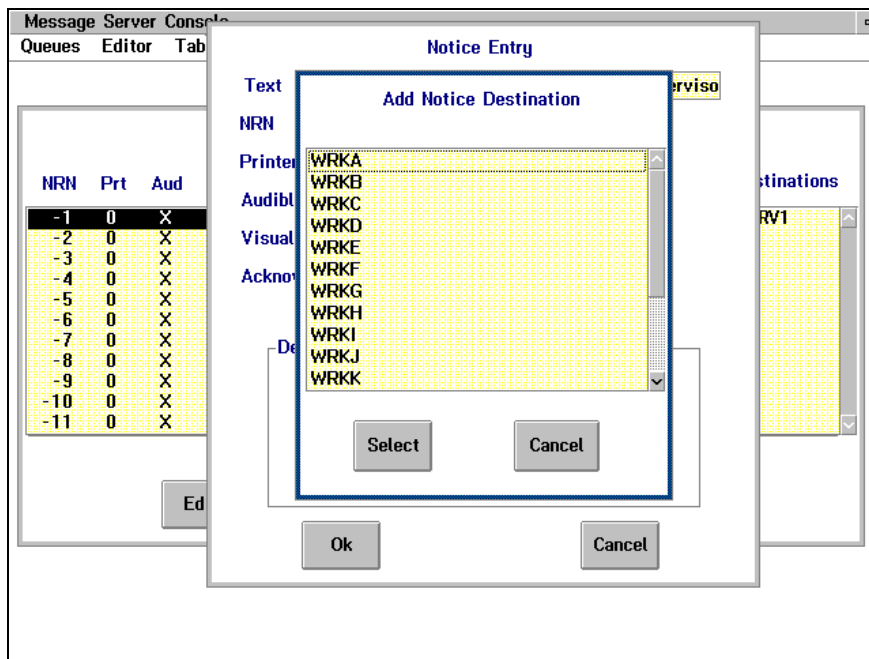 Message Server Console
Queues Editor Tab
Notice Entry
Text erviso
Add Notice Destination
NRN
Printer
Audibl
Visual
Acknov
De
WRKA
WRKB
WRKC
WRKD
WRKE
WRKF
WRKG
WRKH
WRKI
WRKJ
WRKK
Select Cancel
Ok Cancel
NRN Prt Aud stinations
-1 0 X RV1
-2 0 X
-3 0 X
-4 0 X
-5 0 X
-6 0 X
-7 0 X
-8 0 X
-9 0 X
-10 0 X
-11 0 X
Ed